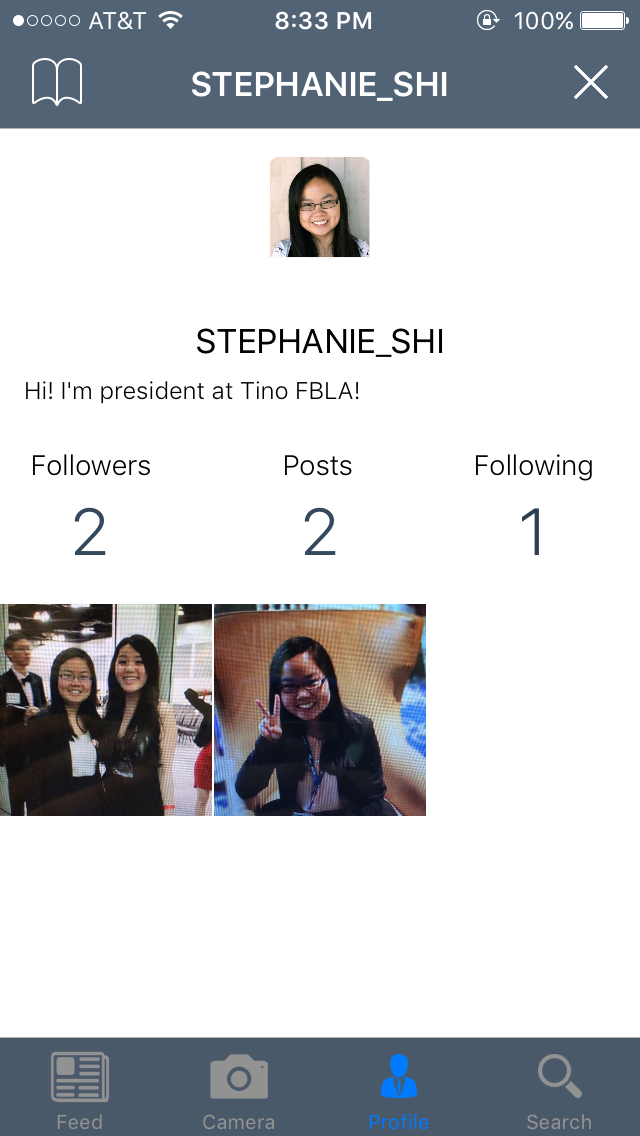 AT&T 8:33 PM 100%
STEPHANIE_SHI
STEPHANIE_SHI
Hi! I'm president at Tino FBLA!
Followers Posts Following
2 2 1
Feed Camera Profile Search